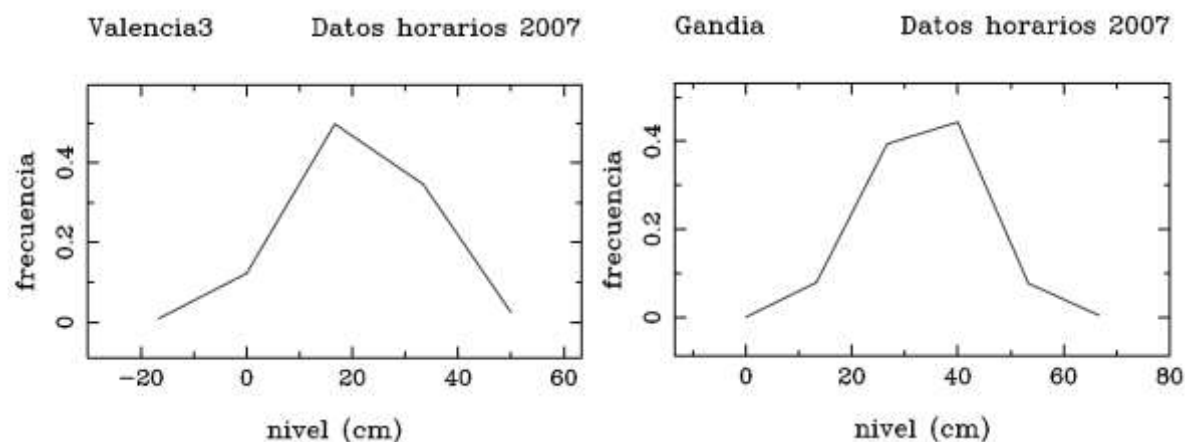 Valencia3 Datos horarios 2007
frecuencia
0.4
0.2
0
−20 0 20 40 60
nivel (cm)
Gandia Datos horarios 2007
frecuencia
0.4
0.2
0
0 20 40 60 80
nivel (cm)